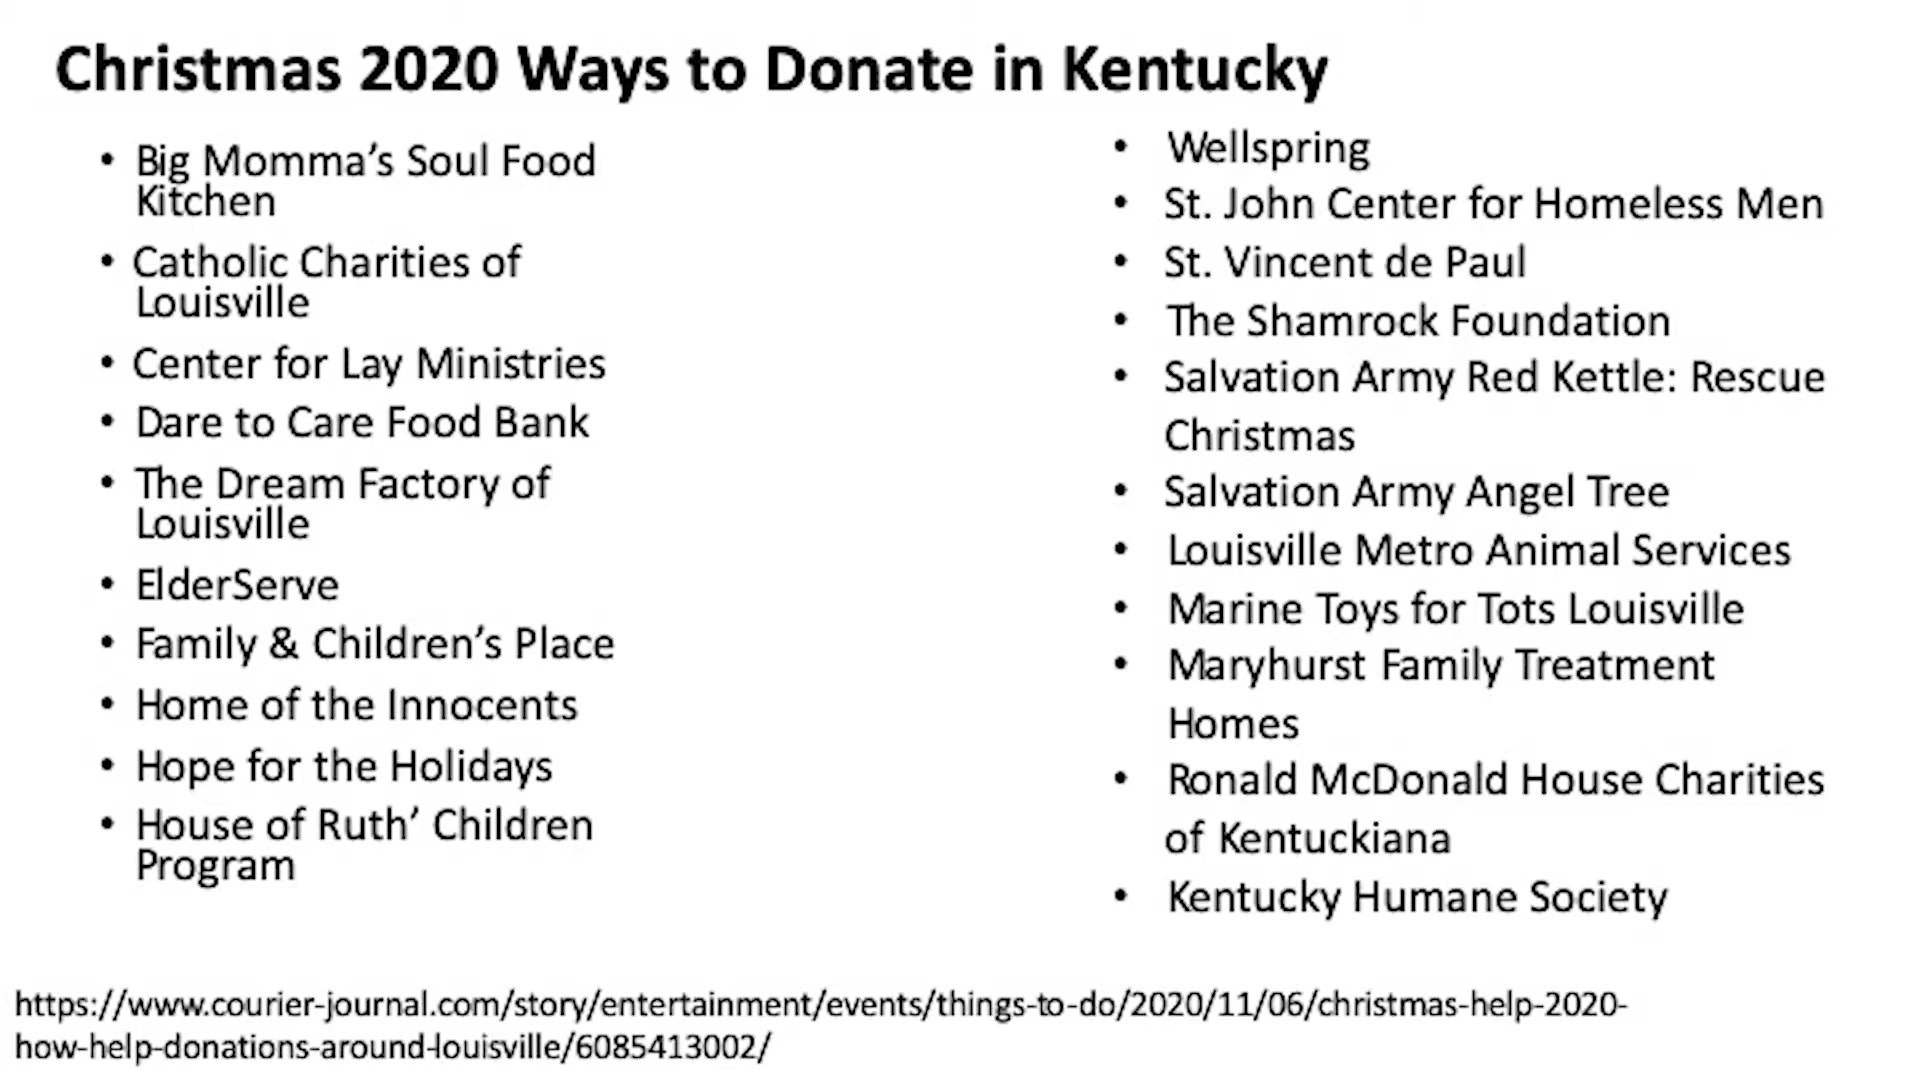 Christmas 2020 Ways to Donate in Kentucky
• Big Momma’s Soul Food
Kitchen
• Catholic Charities of
Louisville
• Center for Lay Ministries
• Dare to Care Food Bank
• The Dream Factory of
Louisville
• ElderServe
• Family & Children’s Place
• Home of the Innocents
• Hope for the Holidays
• House of Ruth’ Children
Program
• Wellspring
• St. John Center for Homeless Men
• St. Vincent de Paul
• The Shamrock Foundation
• Salvation Army Red Kettle: Rescue
Christmas
• Salvation Army Angel Tree
• Louisville Metro Animal Services
• Marine Toys for Tots Louisville
• Maryhurst Family Treatment
Homes
• Ronald McDonald House Charities
of Kentuckiana
• Kentucky Humane Society
https://www.courier-journal.com/story/entertainment/events/things-to-do/2020/11/06/christmas-help-2020-
how-help-donations-around-louisville/6085413002/